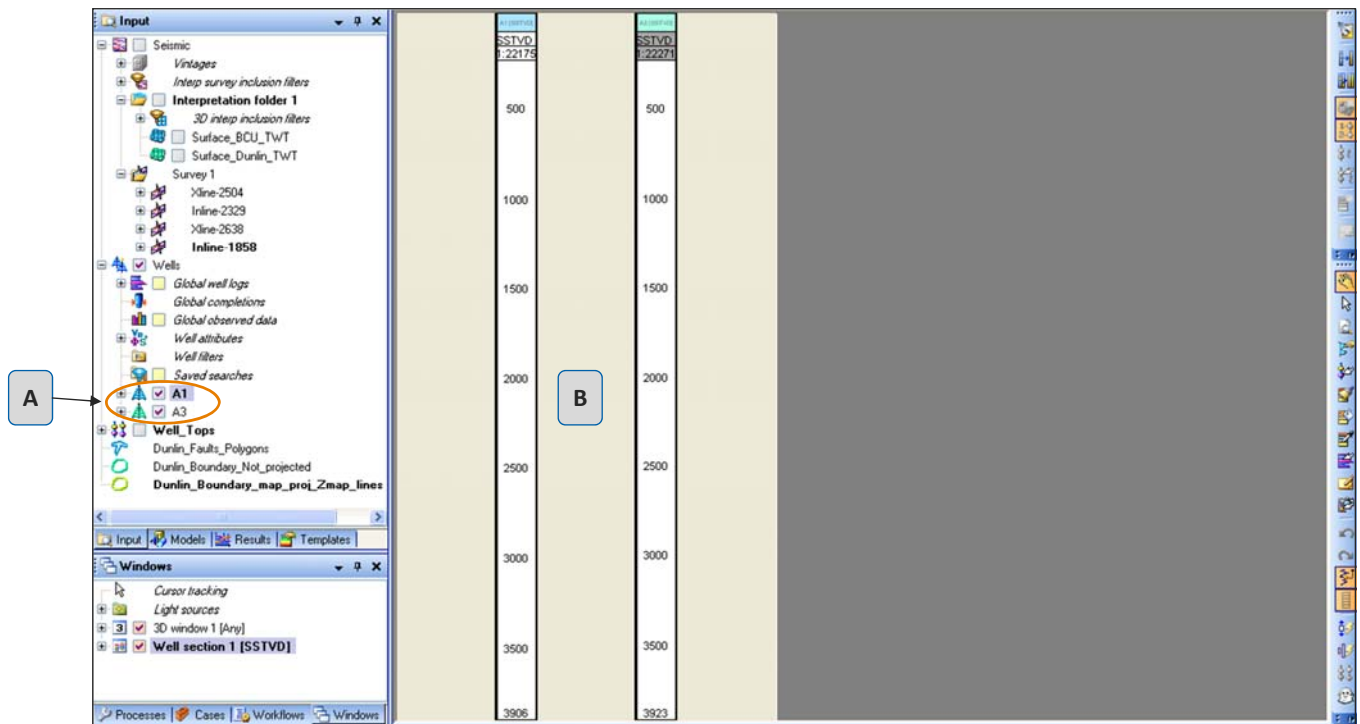 Input
Seismic
Vintages
Interp survey inclusion filters
Interpretation folder 1
3D interp inclusion filters
Surface_BCU_TWT
Surface_Dunlin_TWT
Survey 1
Xline-2504
Inline-2329
Xline-2638
Inline-1858
Wells
Global well logs
Global completions
Global observed data
Well attributes
Well filters
Saved searches
A1
A3
Well_Tops
Dunlin_Faults_Polygons
Dunlin_Boundary_Not_projected
Dunlin_Boundary_map_proj_Zmap_lines
Input Models Results Templates
Windows
Cursor tracking
Light sources
3D window 1 [Any]
Well section 1 [SSTVD]
Processes Cases Workflows Windows
A
A1 [SSTVD]
SSTVD
1:22175
500
1000
1500
2000
2500
3000
3500
3906
B
A3 [SSTVD]
SSTVD
1:22271
500
1000
1500
2000
2500
3000
3500
3923